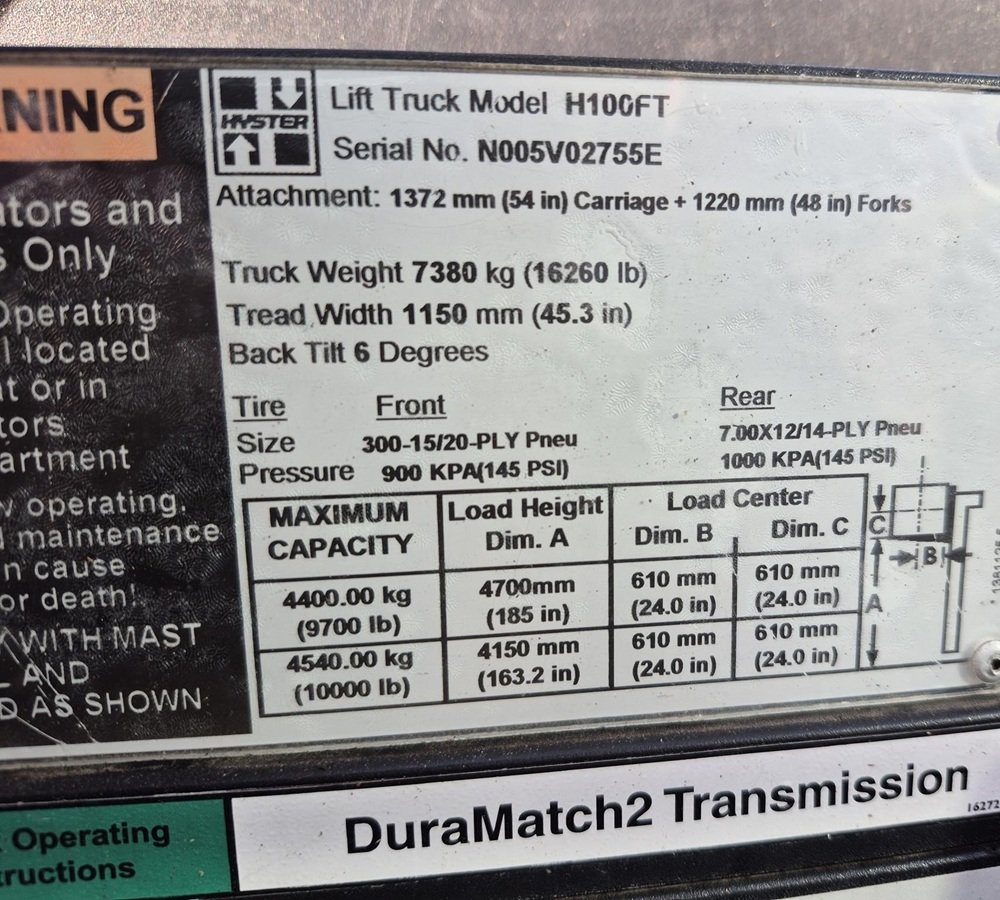 NING
tors and
s Only
Operating
l located
t or in
tors
artment
w operating,
maintenance
n cause
or death!
WITH MAST
AND
D AS SHOWN
HYSTER
Lift Truck Model H100FT
Serial No. N005V02755E
Attachment: 1372 mm (54 in) Carriage + 1220 mm (48 in) Forks
Truck Weight 7380 kg (16260 lb)
Tread Width 1150 mm (45.3 in)
Back Tilt 6 Degrees
Tire Front Rear
Size 300-15/20-PLY Pneu 7.00X12/14-PLY Pneu
Pressure 900 KPA(145 PSI) 1000 KPA(145 PSI)
MAXIMUM CAPACITY
Load Height
Dim. A
Load Center
Dim. B Dim. C
4400.00 kg 4700mm 610 mm 610 mm
(9700 lb) (185 in) (24.0 in) (24.0 in)
4540.00 kg 4150 mm 610 mm 610 mm
(10000 lb) (163.2 in) (24.0 in) (24.0 in)
C
B
A
Operating
ructions
DuraMatch2 Transmission
16272